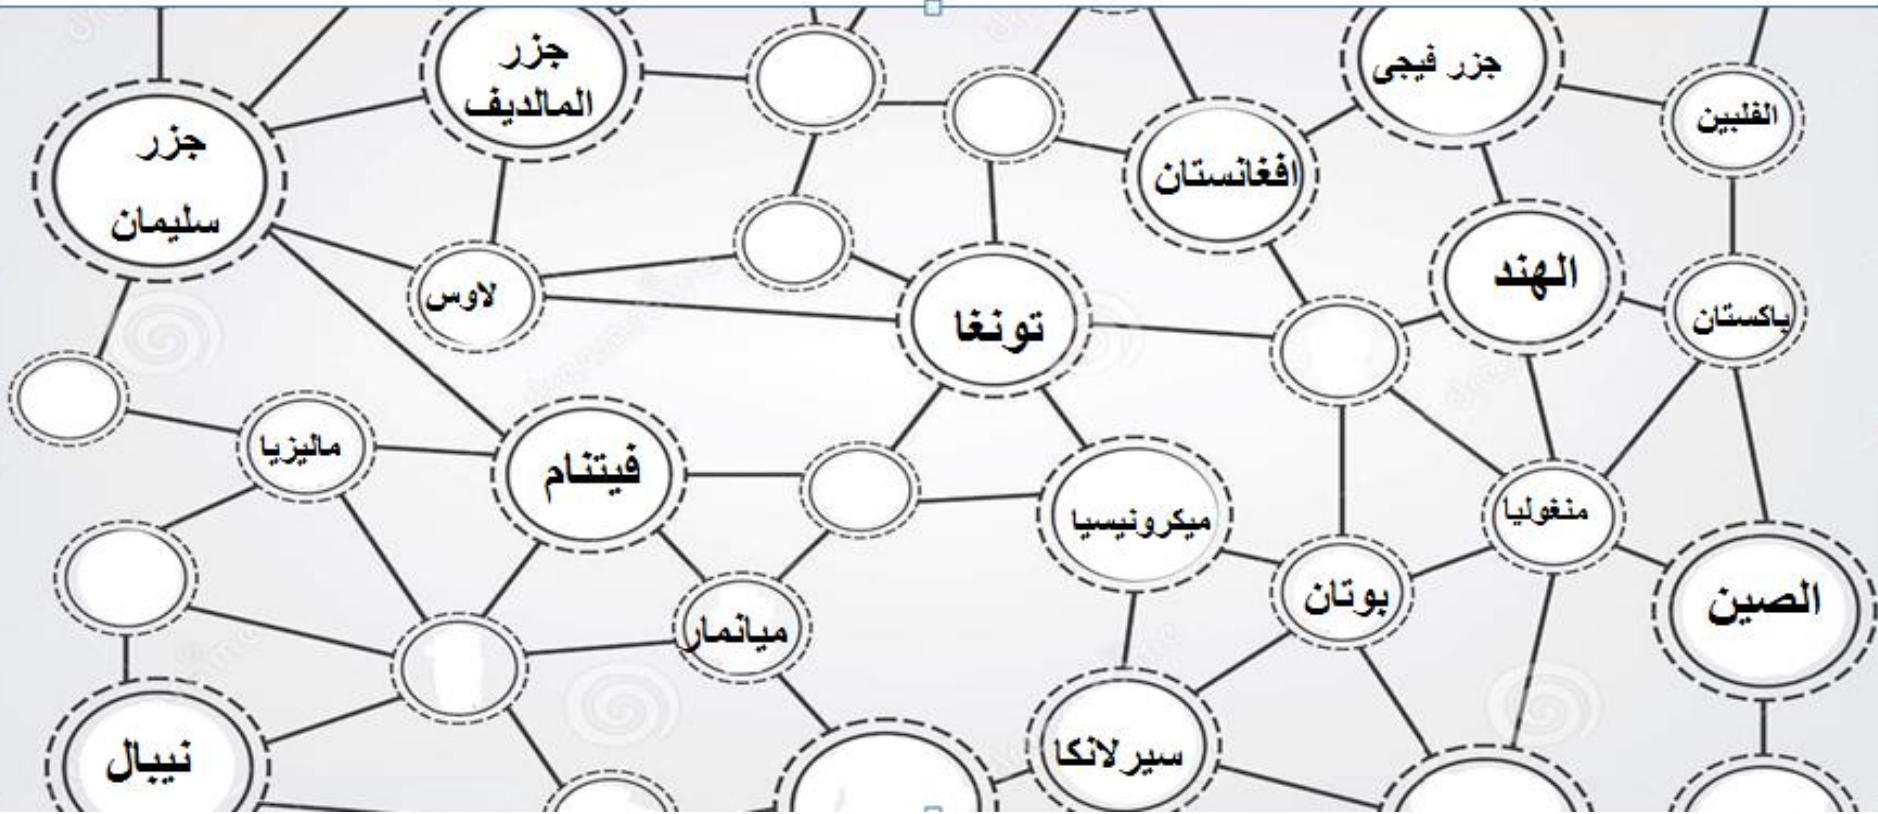 جزر فيجى
الفلبين
افغانستان
جزر
المالديف
جزر
سليمان
الهند
باكستان
تونغا
لاوس
ماليزيا
فيتنام
ميكرونيسيا
منغوليا
الصين
بوتان
ميانمار
سيرلانكا
نيبال